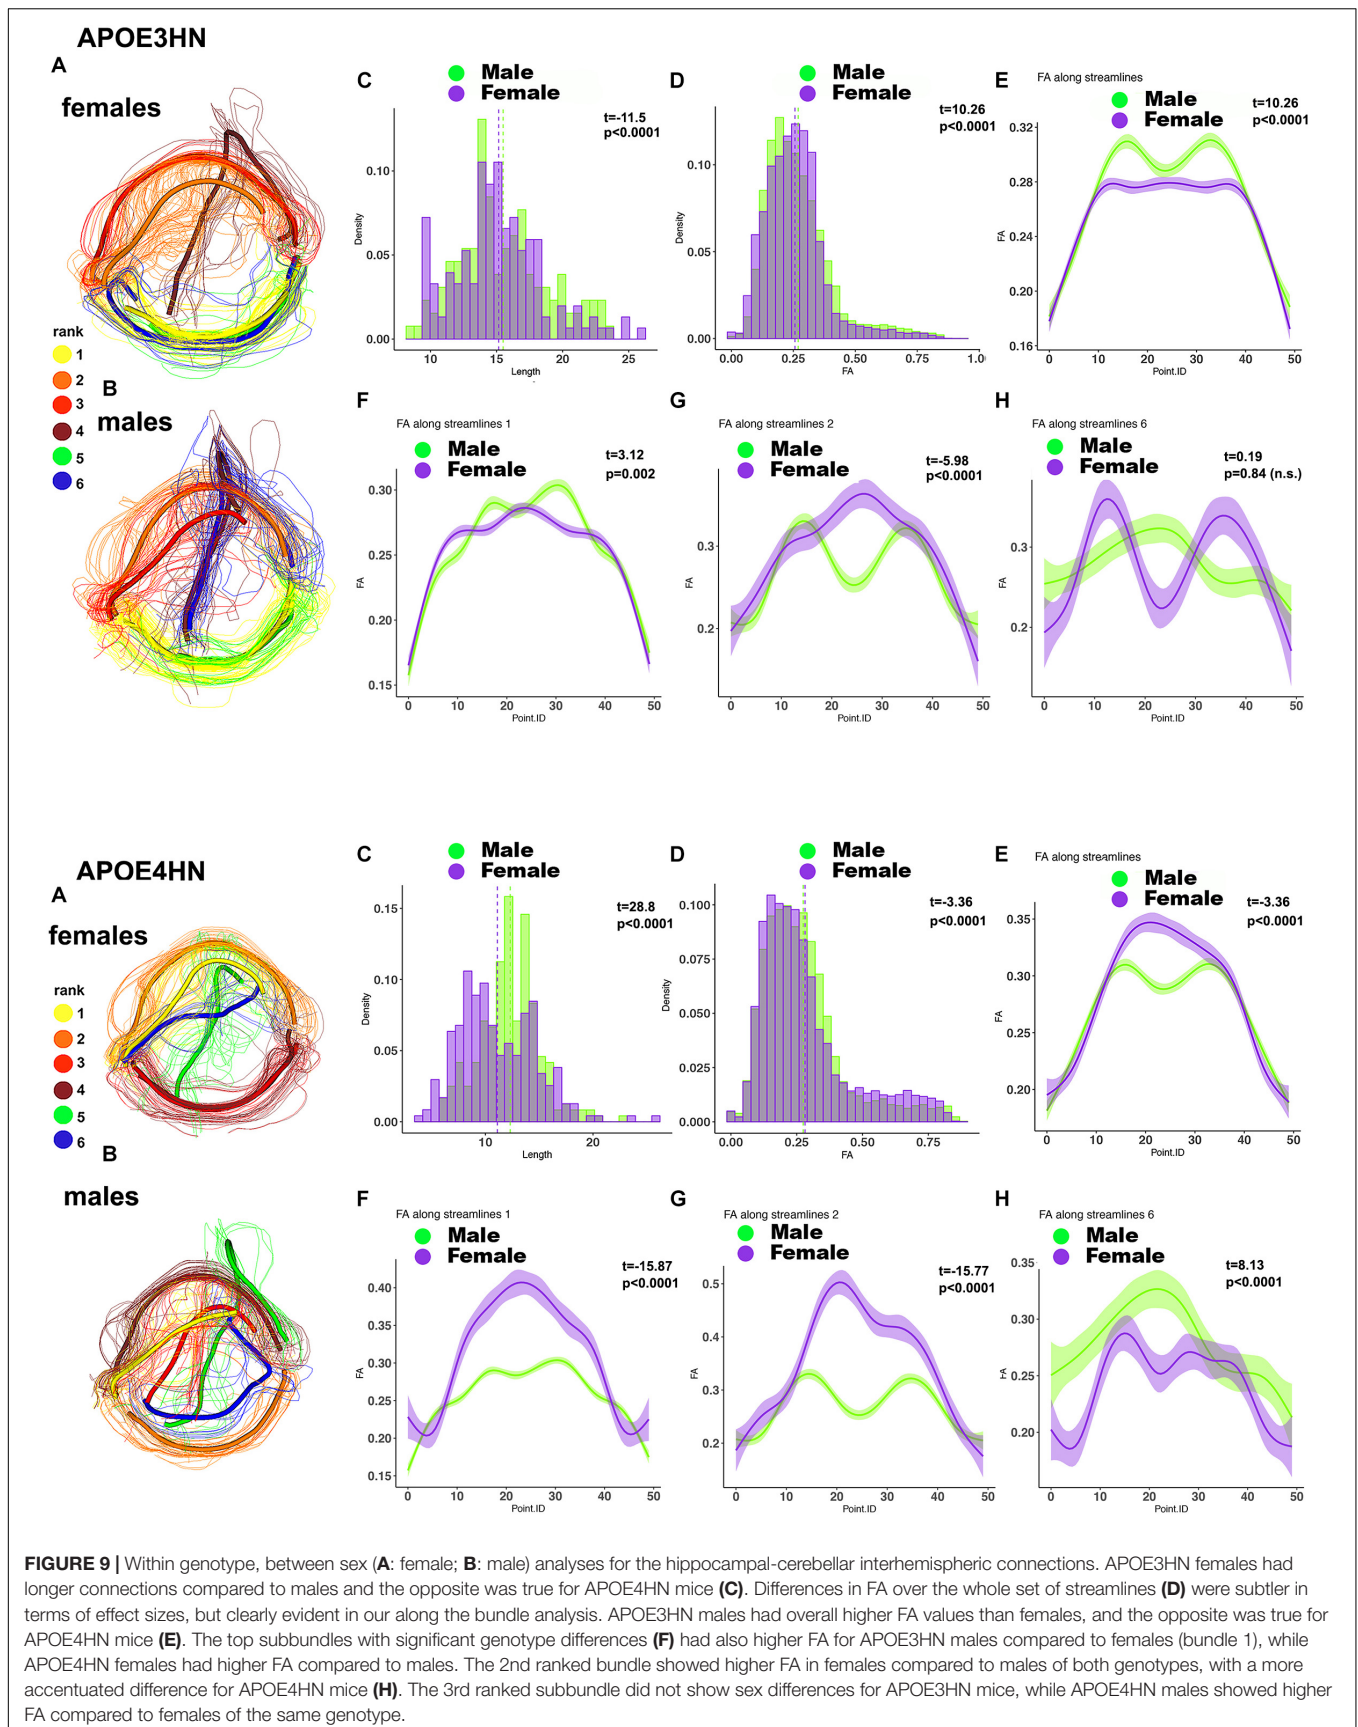 APOE3HN
A
females
rank
1
2
3
4
5
6
B
males
C
Male
Female
t=-11.5
p<0.0001
Density
0.10
0.05
0.00
10
15
20
25
Length
D
Male
Female
t=10.26
p<0.0001
Density
0.10
0.05
0.00
0.00
0.25
0.50
0.75
1.0
FA
E
FA along streamlines
Male
Female
t=10.26
p<0.0001
FA
0.32
0.28
0.24
0.20
0.16
0
10
20
30
40
50
Point.ID
F
FA along streamlines 1
Male
Female
t=3.12
p=0.002
FA
0.30
0.25
0.20
0.15
0
10
20
30
40
50
Point.ID
G
FA along streamlines 2
Male
Female
t=-5.98
p<0.0001
FA
0.3
0.2
0
10
20
30
40
50
Point.ID
H
FA along streamlines 6
Male
Female
t=0.19
p=0.84 (n.s.)
FA
0.3
0.2
0
10
20
30
40
50
Point.ID
APOE4HN
A
females
rank
1
2
3
4
5
6
B
males
C
Male
Female
t=28.8
p<0.0001
Density
0.15
0.10
0.05
0.00
10
20
Length
D
Male
Female
t=-3.36
p<0.0001
Density
0.100
0.075
0.050
0.025
0.000
0.00
0.25
0.50
0.75
FA
E
FA along streamlines
Male
Female
t=-3.36
p<0.0001
FA
0.35
0.30
0.25
0.20
0
10
20
30
40
50
Point.ID
F
FA along streamlines 1
Male
Female
t=-15.87
p<0.0001
FA
0.40
0.35
0.30
0.25
0.20
0.15
0
10
20
30
40
50
Point.ID
G
FA along streamlines 2
Male
Female
t=-15.77
p<0.0001
FA
0.5
0.4
0.3
0.2
0
10
20
30
40
50
Point.ID
H
FA along streamlines 6
Male
Female
t=8.13
p<0.0001
FA
0.35
0.30
0.25
0.20
0
10
20
30
40
50
Point.ID
FIGURE 9 | Within genotype, between sex (A: female; B: male) analyses for the hippocampal-cerebellar interhemispheric connections. APOE3HN females had
longer connections compared to males and the opposite was true for APOE4HN mice (C). Differences in FA over the whole set of streamlines (D) were subtler in
terms of effect sizes, but clearly evident in our along the bundle analysis. APOE3HN males had overall higher FA values than females, and the opposite was true for
APOE4HN mice (E). The top subbundles with significant genotype differences (F) had also higher FA for APOE3HN males compared to females (bundle 1), while
APOE4HN females had higher FA compared to males. The 2nd ranked bundle showed higher FA in females compared to males of both genotypes, with a more
accentuated difference for APOE4HN mice (H). The 3rd ranked subbundle did not show sex differences for APOE3HN mice, while APOE4HN males showed higher
FA compared to females of the same genotype.